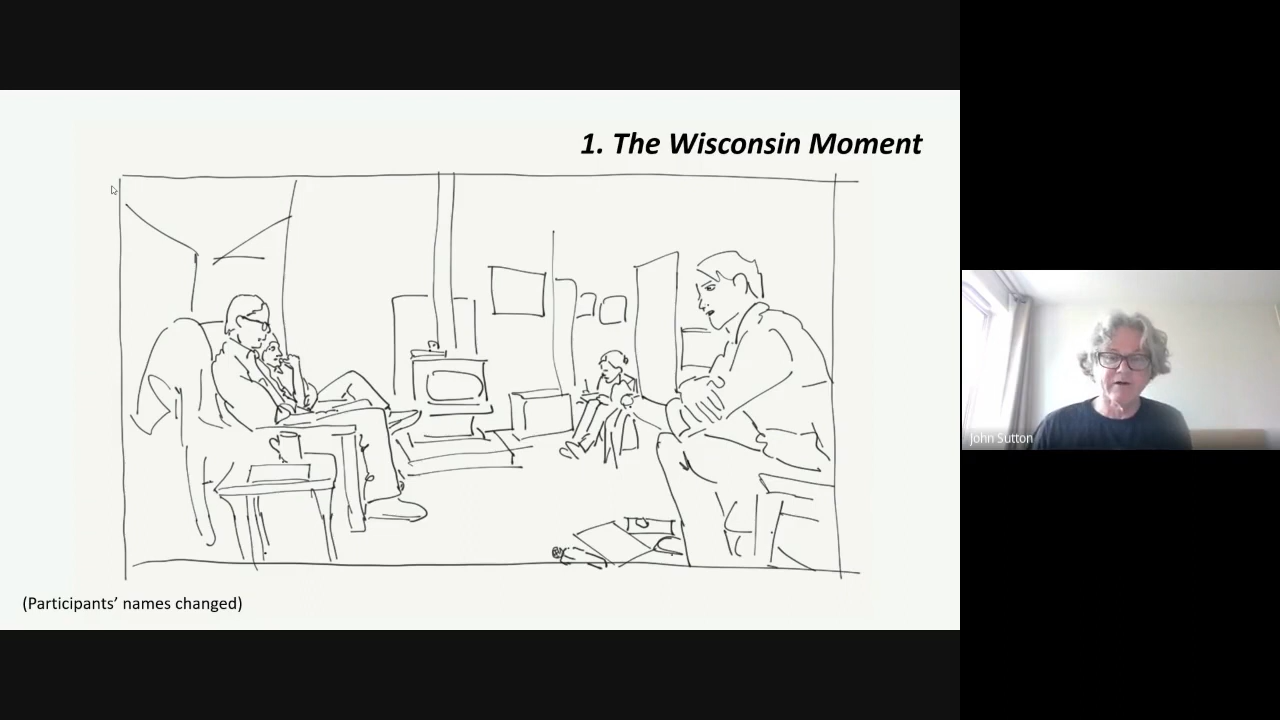 1. The Wisconsin Moment
(Participants’ names changed)
John Sutton